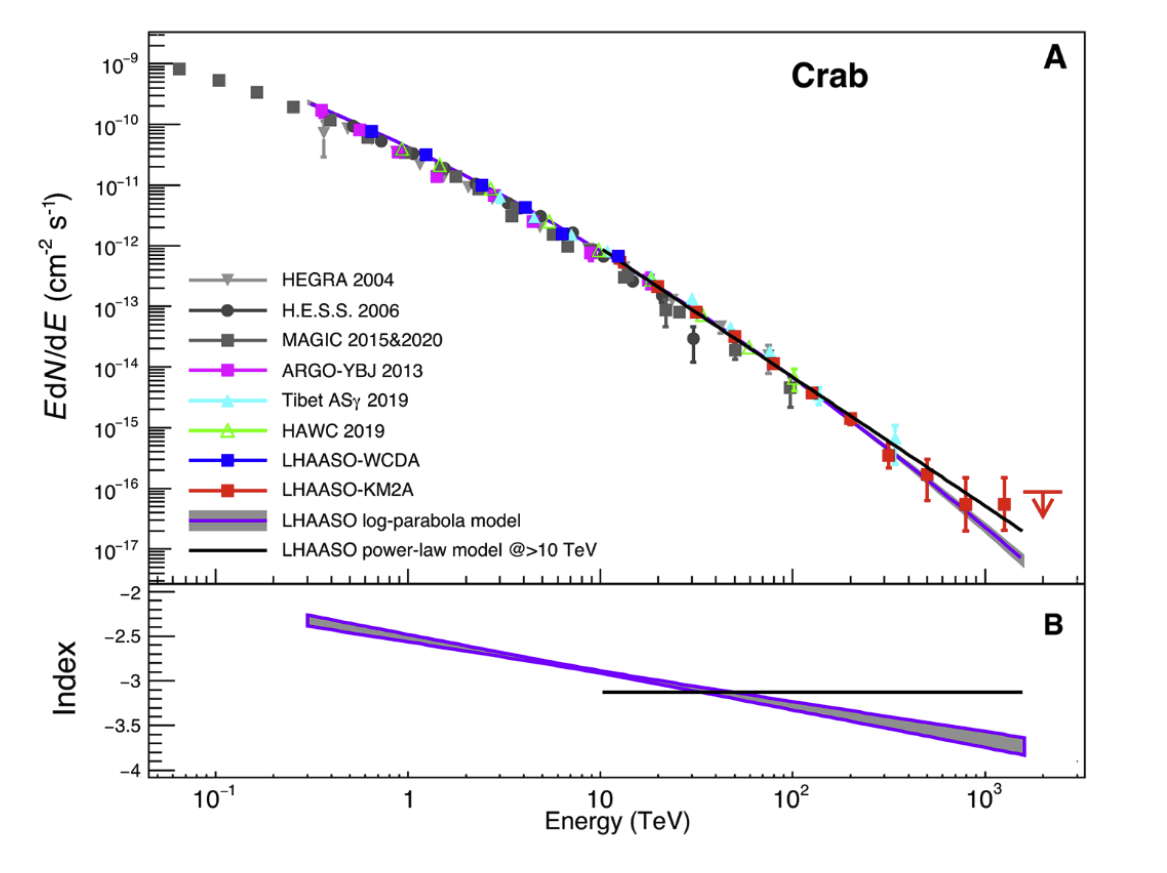 A
Crab
10⁻⁹
10⁻¹⁰
10⁻¹¹
10⁻¹²
10⁻¹³
10⁻¹⁴
10⁻¹⁵
10⁻¹⁶
10⁻¹⁷
EdN/dE (cm⁻² s⁻¹)
HEGRA 2004
H.E.S.S. 2006
MAGIC 2015&2020
ARGO-YBJ 2013
Tibet ASγ 2019
HAWC 2019
LHAASO-WCDA
LHAASO-KM2A
LHAASO log-parabola model
LHAASO power-law model @>10 TeV
B
−2
−2.5
−3
−3.5
−4
Index
10⁻¹ 1 10 10² 10³
Energy (TeV)